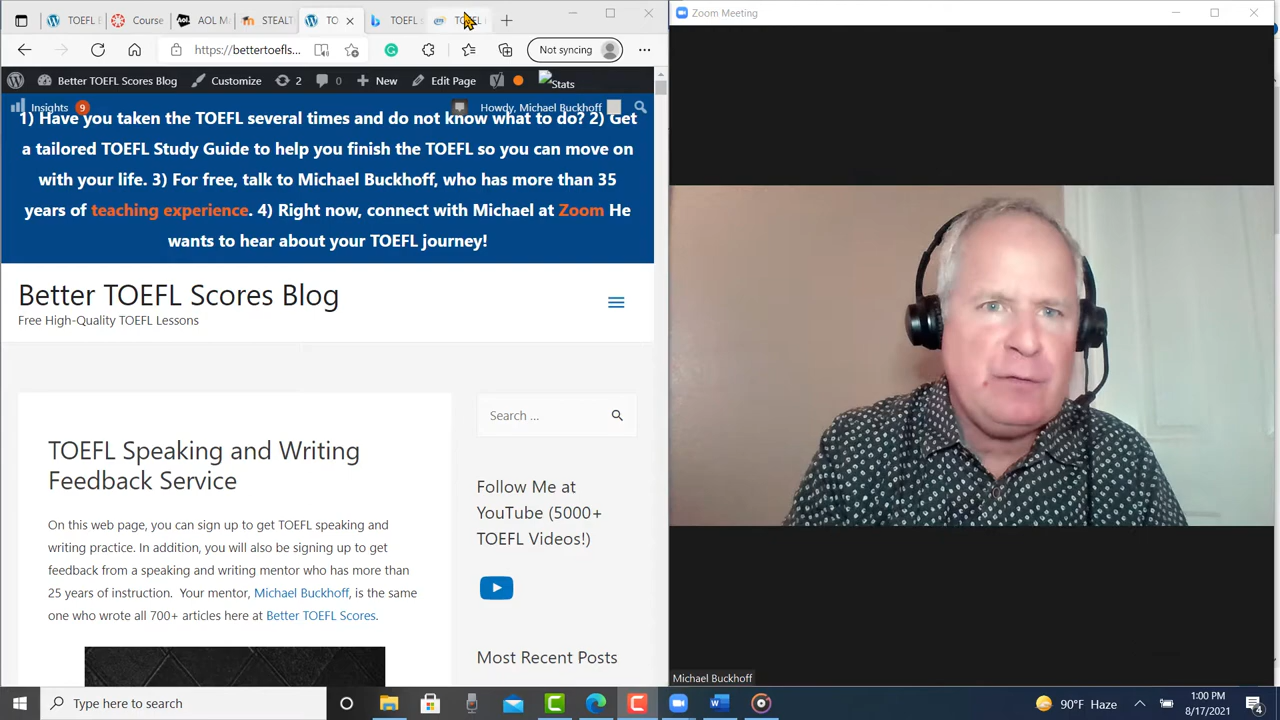 TOEFL E
Course
AOL M
STEALT
TO
TOEFL s
TOEFL
Zoom Meeting
https://bettertoefls...
Not syncing
Better TOEFL Scores Blog
Customize
2
0
New
Edit Page
Stats
Insights 9
Howdy, Michael Buckhoff
1) Have you taken the TOEFL several times and do not know what to do? 2) Get
a tailored TOEFL Study Guide to help you finish the TOEFL so you can move on
with your life. 3) For free, talk to Michael Buckhoff, who has more than 35
years of teaching experience. 4) Right now, connect with Michael at Zoom He
wants to hear about your TOEFL journey!
Better TOEFL Scores Blog
Free High-Quality TOEFL Lessons
Search ...
TOEFL Speaking and Writing
Feedback Service
On this web page, you can sign up to get TOEFL speaking and
writing practice. In addition, you will also be signing up to get
feedback from a speaking and writing mentor who has more than
25 years of instruction. Your mentor, Michael Buckhoff, is the same
one who wrote all 700+ articles here at Better TOEFL Scores.
Follow Me at
YouTube (5000+
TOEFL Videos!)
Most Recent Posts
Michael Buckhoff
Type here to search
90°F Haze
1:00 PM
8/17/2021
4